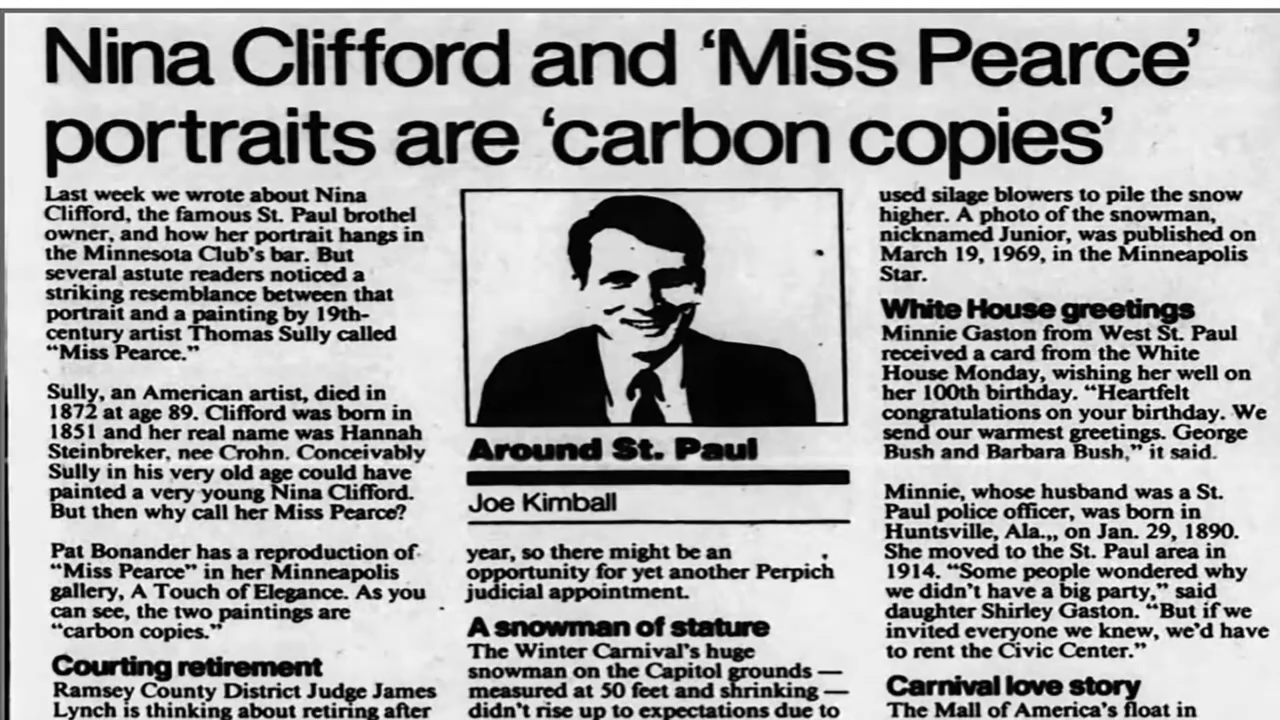 Nina Clifford and ‘Miss Pearce’
portraits are ‘carbon copies’
Last week we wrote about Nina
Clifford, the famous St. Paul brothel
owner, and how her portrait hangs in
the Minnesota Club's bar. But
several astute readers noticed a
striking resemblance between that
portrait and a painting by 19th-
century artist Thomas Sully called
“Miss Pearce.”
Sully, an American artist, died in
1872 at age 89. Clifford was born in
1851 and her real name was Hannah
Steinbreker, nee Crohn. Conceivably
Sully in his very old age could have
painted a very young Nina Clifford.
But then why call her Miss Pearce?
Pat Bonander has a reproduction of
“Miss Pearce” in her Minneapolis
gallery, A Touch of Elegance. As you
can see, the two paintings are
“carbon copies.”
Courting retirement
Ramsey County District Judge James
Lynch is thinking about retiring after
Around St. Paul
Joe Kimball
year, so there might be an
opportunity for yet another Perpich
judicial appointment.
A snowman of stature
The Winter Carnival's huge
snowman on the Capitol grounds —
measured at 50 feet and shrinking —
didn't rise up to expectations due to
used silage blowers to pile the snow
higher. A photo of the snowman,
nicknamed Junior, was published on
March 19, 1969, in the Minneapolis
Star.
White House greetings
Minnie Gaston from West St. Paul
received a card from the White
House Monday, wishing her well on
her 100th birthday. “Heartfelt
congratulations on your birthday. We
send our warmest greetings. George
Bush and Barbara Bush,” it said.
Minnie, whose husband was a St.
Paul police officer, was born in
Huntsville, Ala.,, on Jan. 29, 1890.
She moved to the St. Paul area in
1914. “Some people wondered why
we didn't have a big party,” said
daughter Shirley Gaston. “But if we
invited everyone we knew, we'd have
to rent the Civic Center.”
Carnival love story
The Mall of America's float in